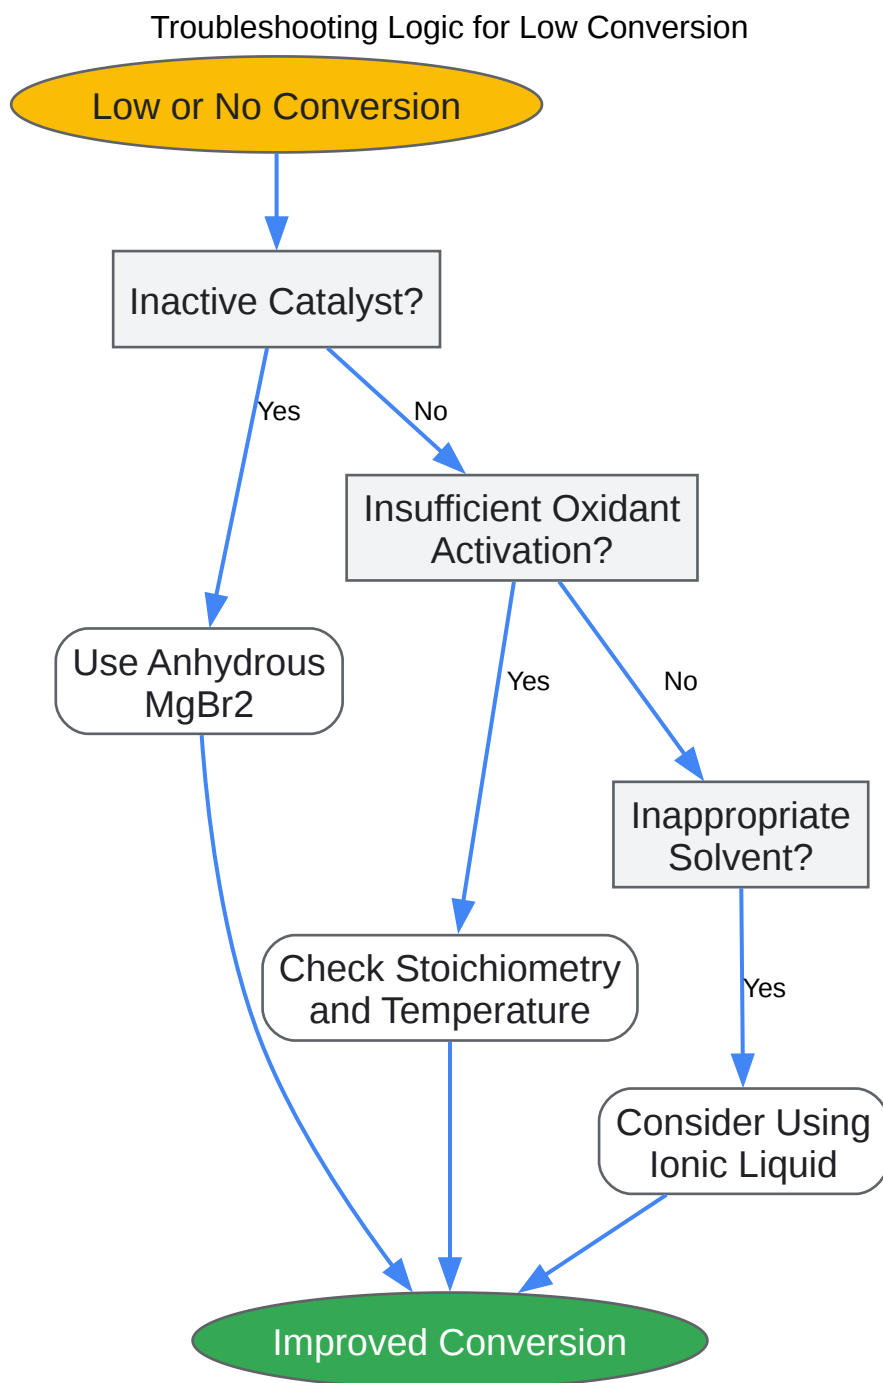 Troubleshooting Logic for Low Conversion
Low or No Conversion
Inactive Catalyst?
Yes
No
Insufficient Oxidant
Activation?
Use Anhydrous
MgBr2
Yes
No
Inappropriate
Solvent?
Check Stoichiometry
and Temperature
Yes
Consider Using
Ionic Liquid
Improved Conversion